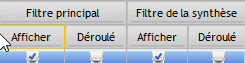 Filtre principal Filtre de la synthèse
Afficher Déroulé Afficher Déroulé